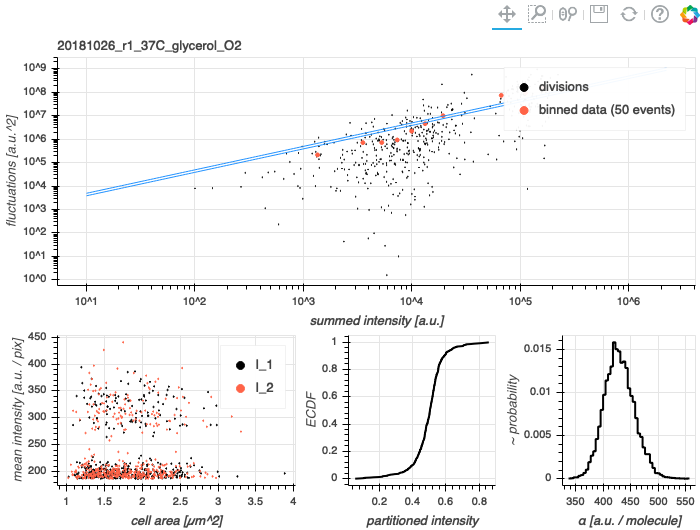 20181026_r1_37C_glycerol_O2
10^9
10^8
10^7
10^6
10^5
10^4
10^3
10^2
10^1
10^0
fluctuations [a.u.^2]
divisions
binned data (50 events)
10^1 10^2 10^3 10^4 10^5 10^6
summed intensity [a.u.]
450
400
350
300
250
200
mean intensity [a.u. / pix]
I_1
I_2
1 1.5 2 2.5 3 3.5 4
cell area [µm^2]
1
0.8
0.6
0.4
0.2
0
ECDF
0.2 0.4 0.6 0.8
partitioned intensity
0.015
0.01
0.005
0
~ probability
350 400 450 500 550
α [a.u. / molecule]